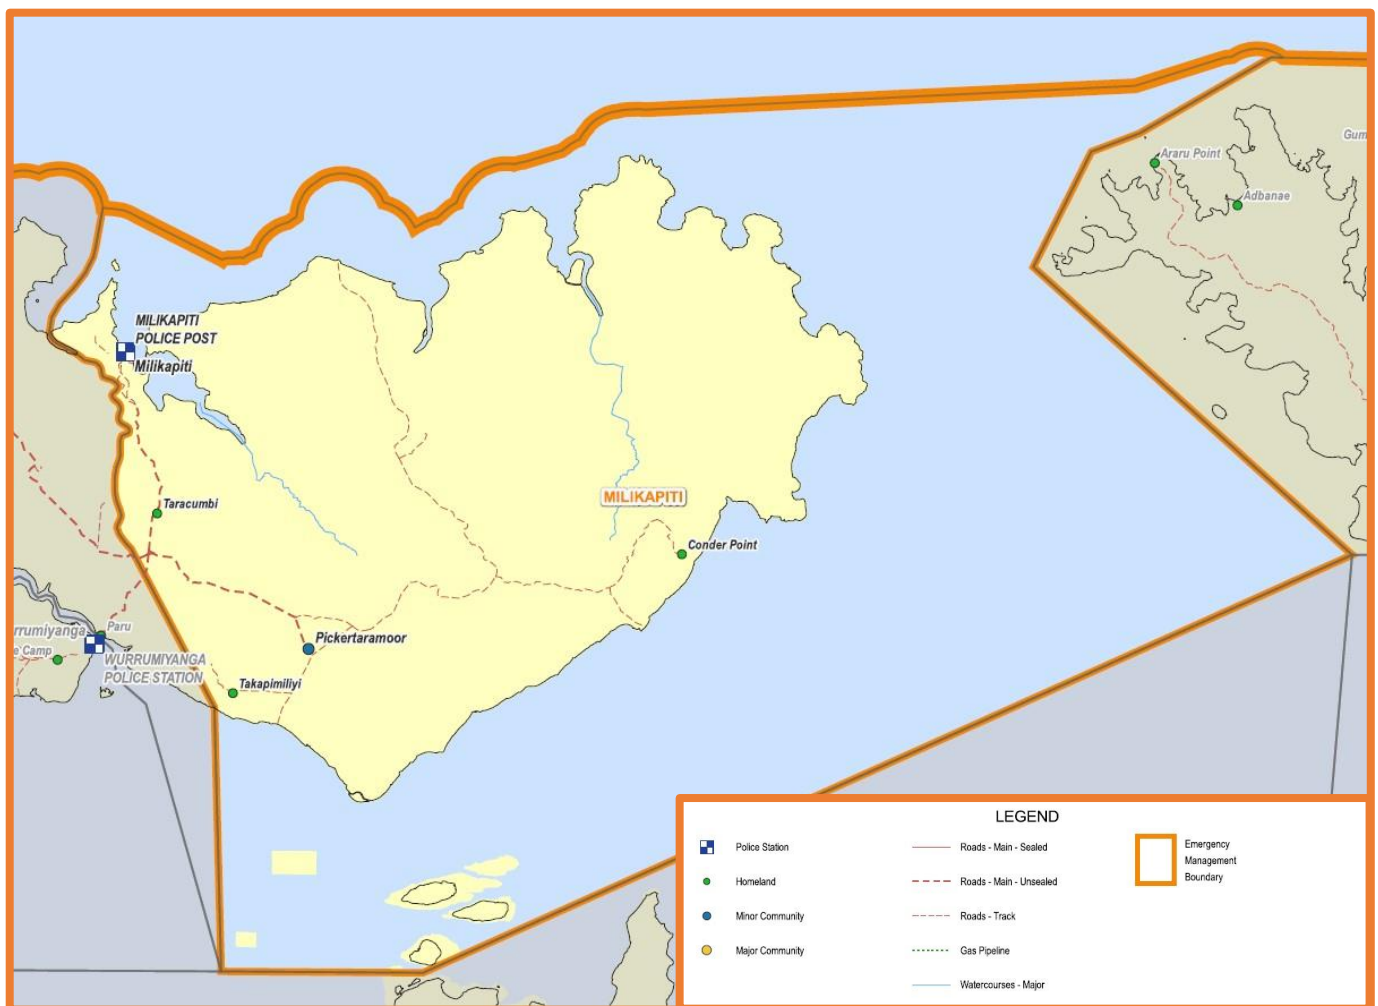 Gum
Araru Point
Adbanae
MILIKAPITI
POLICE POST
Milikapiti
MILIKAPITI
Taracumbi
Conder Point
Paru
rrumiyanga
Pickertaramoor
e Camp
WURRUMIYANGA
POLICE STATION
Takapimiliyi
LEGEND
Police Station
Homeland
Minor Community
Major Community
Roads - Main - Sealed
Roads - Main - Unsealed
Roads - Track
Gas Pipeline
Watercourses - Major
Emergency
Management
Boundary